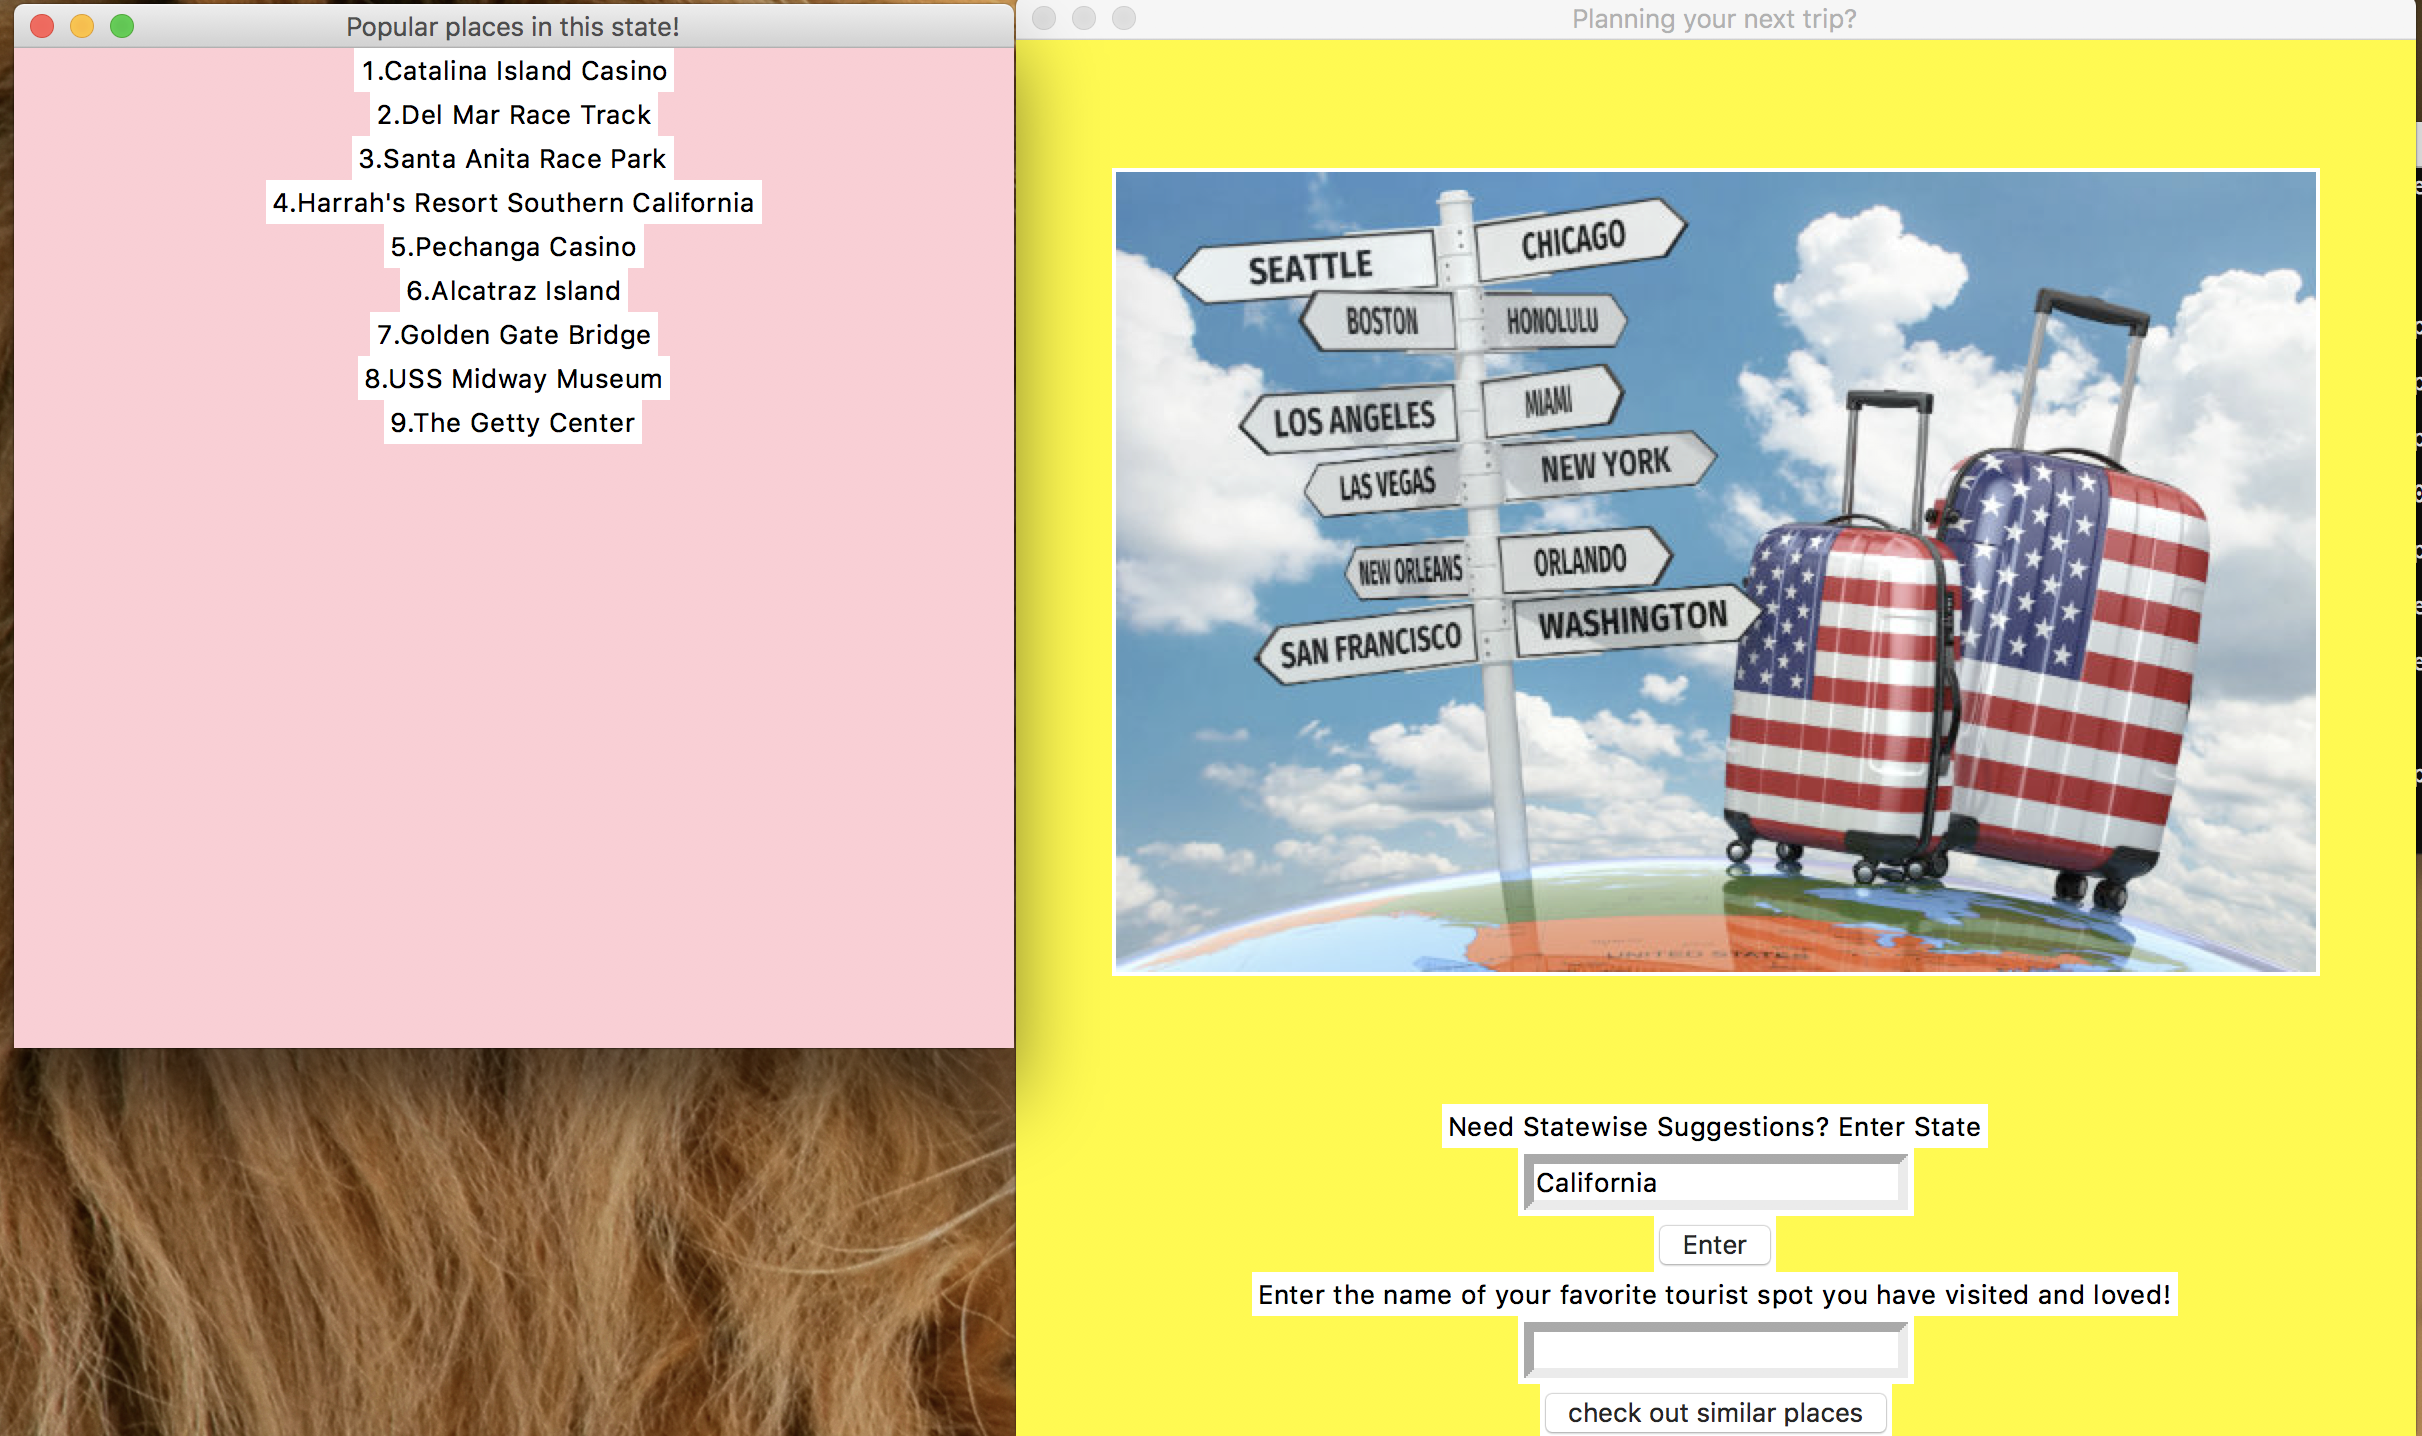 Popular places in this state!
1.Catalina Island Casino
2.Del Mar Race Track
3.Santa Anita Race Park
4.Harrah's Resort Southern California
5.Pechanga Casino
6.Alcatraz Island
7.Golden Gate Bridge
8.USS Midway Museum
9.The Getty Center
Planning your next trip?
SEATTLE
CHICAGO
BOSTON
HONOLULU
LOS ANGELES
MIAMI
LAS VEGAS
NEW YORK
NEW ORLEANS
ORLANDO
SAN FRANCISCO
WASHINGTON
UNITED STATES
Need Statewise Suggestions? Enter State
California
Enter
Enter the name of your favorite tourist spot you have visited and loved!
check out similar places